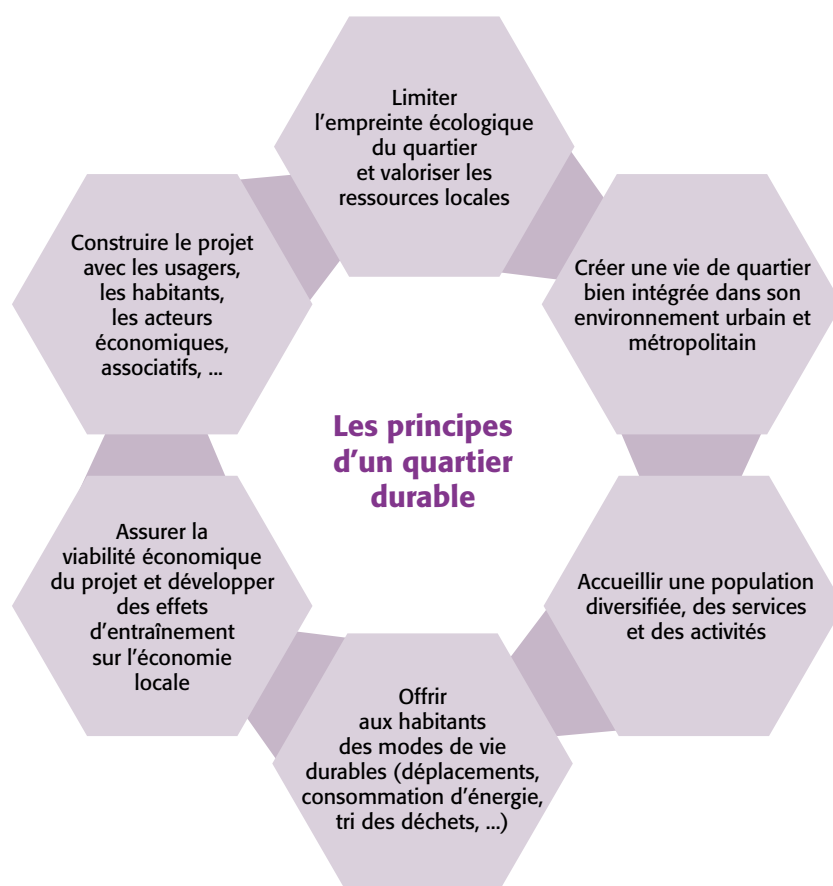 Limiter
l'empreinte écologique
du quartier
et valoriser les
ressources locales
Créer une vie de quartier
bien intégrée dans son
environnement urbain et
métropolitain
Accueillir une population
diversifiée, des services
et des activités
Offrir
aux habitants
des modes de vie
durables (déplacements,
consommation d'énergie,
tri des déchets, ...)
Assurer la
viabilité économique
du projet et développer
des effets
d'entraînement
sur l'économie
locale
Construire le projet
avec les usagers,
les habitants,
les acteurs
économiques,
associatifs, ...
Les principes
d'un quartier
durable